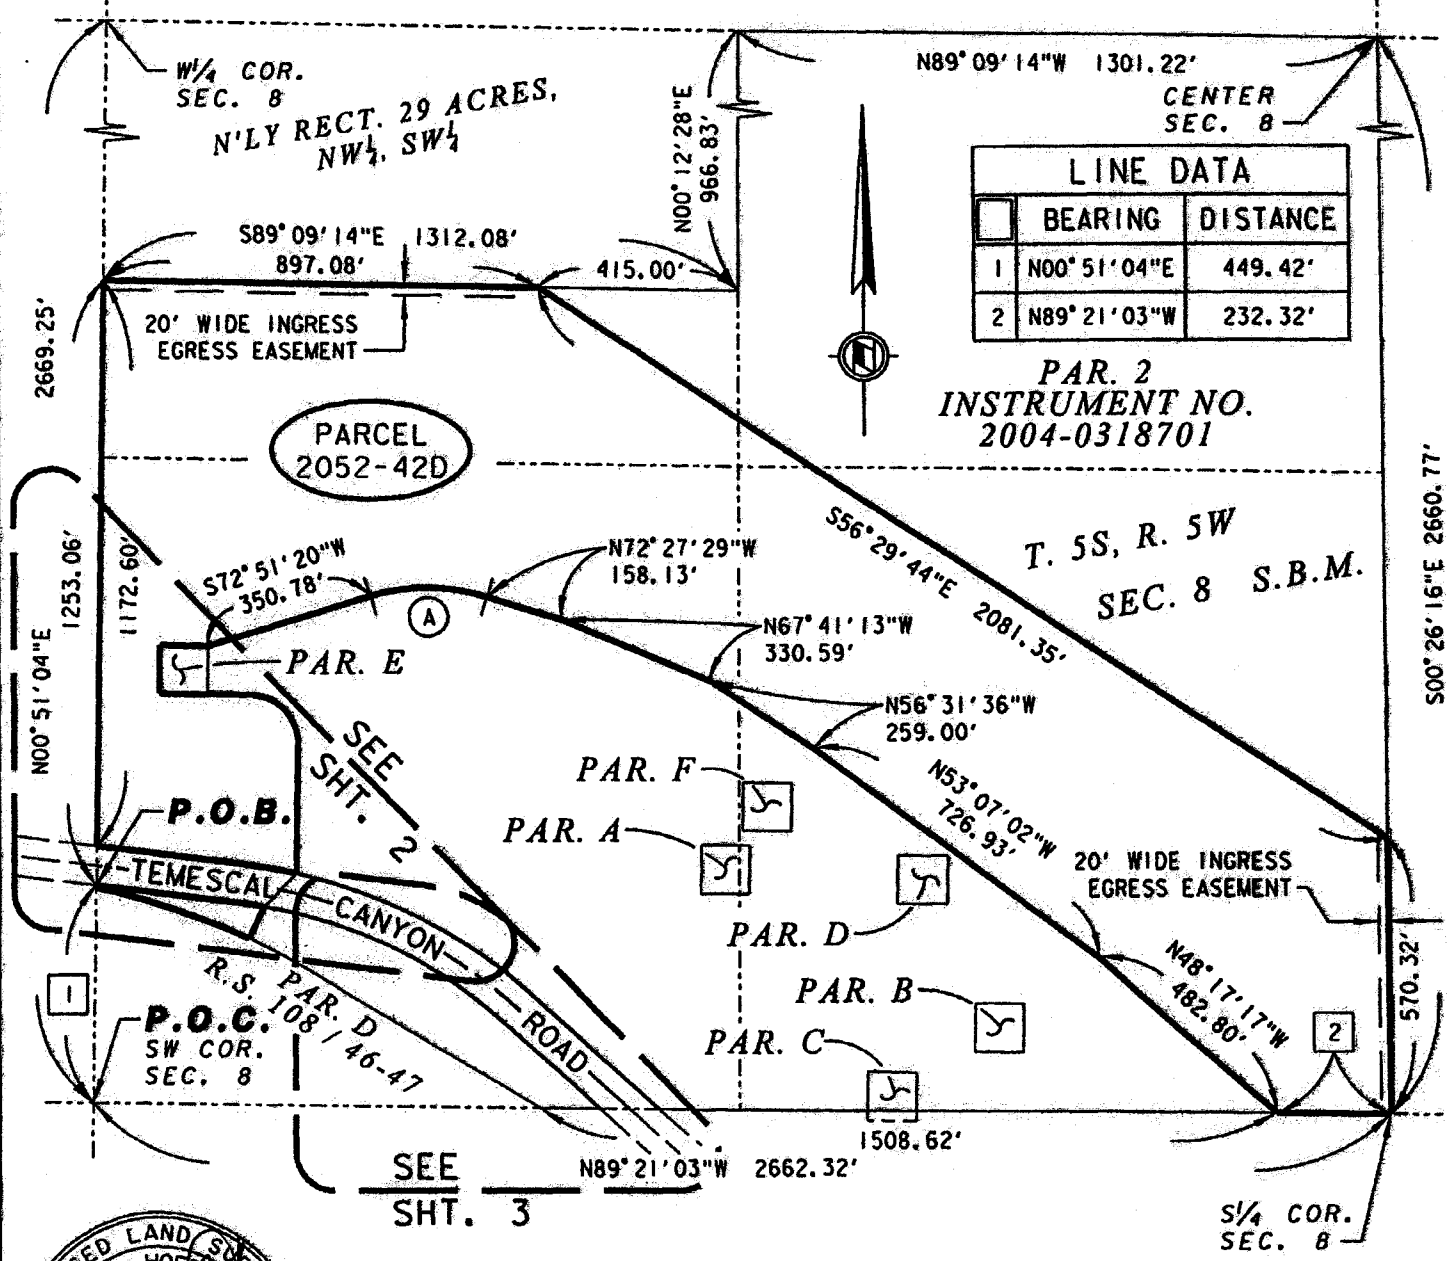 W¼ COR.
SEC. 8
N'LY RECT. 29 ACRES,
NW¼, SW¼
N00°12'28"E
966.83'
N89°09'14"W 1301.22'
CENTER
SEC. 8
LINE DATA
BEARING DISTANCE
1 N00°51'04"E 449.42'
2 N89°21'03"W 232.32'
S89°09'14"E 1312.08'
897.08'
415.00'
20' WIDE INGRESS
EGRESS EASEMENT
2669.25'
PAR. 2
INSTRUMENT NO.
2004-0318701
PARCEL
2052-42D
T. 5S, R. 5W
SEC. 8 S.B.M.
S56°29'44"E 2081.35'
S00°26'16"E 2660.77'
N00°51'04"E
1253.06'
1172.60'
S72°51'20"W
350.78'
A
N72°27'29"W
158.13'
N67°41'13"W
330.59'
N56°31'36"W
259.00'
PAR. E
SEE
SHT. 2
PAR. F
PAR. A
N53°07'02"W
726.93'
P.O.B.
TEMESCAL CANYON ROAD
20' WIDE INGRESS
EGRESS EASEMENT
PAR. D
PAR. B
PAR. C
N48°17'17"W
482.80'
570.32'
1
2
PAR. D
R.S. 108/46-47
P.O.C.
SW COR.
SEC. 8
1508.62'
N89°21'03"W 2662.32'
SEE
SHT. 3
S¼ COR.
SEC. 8
LAND